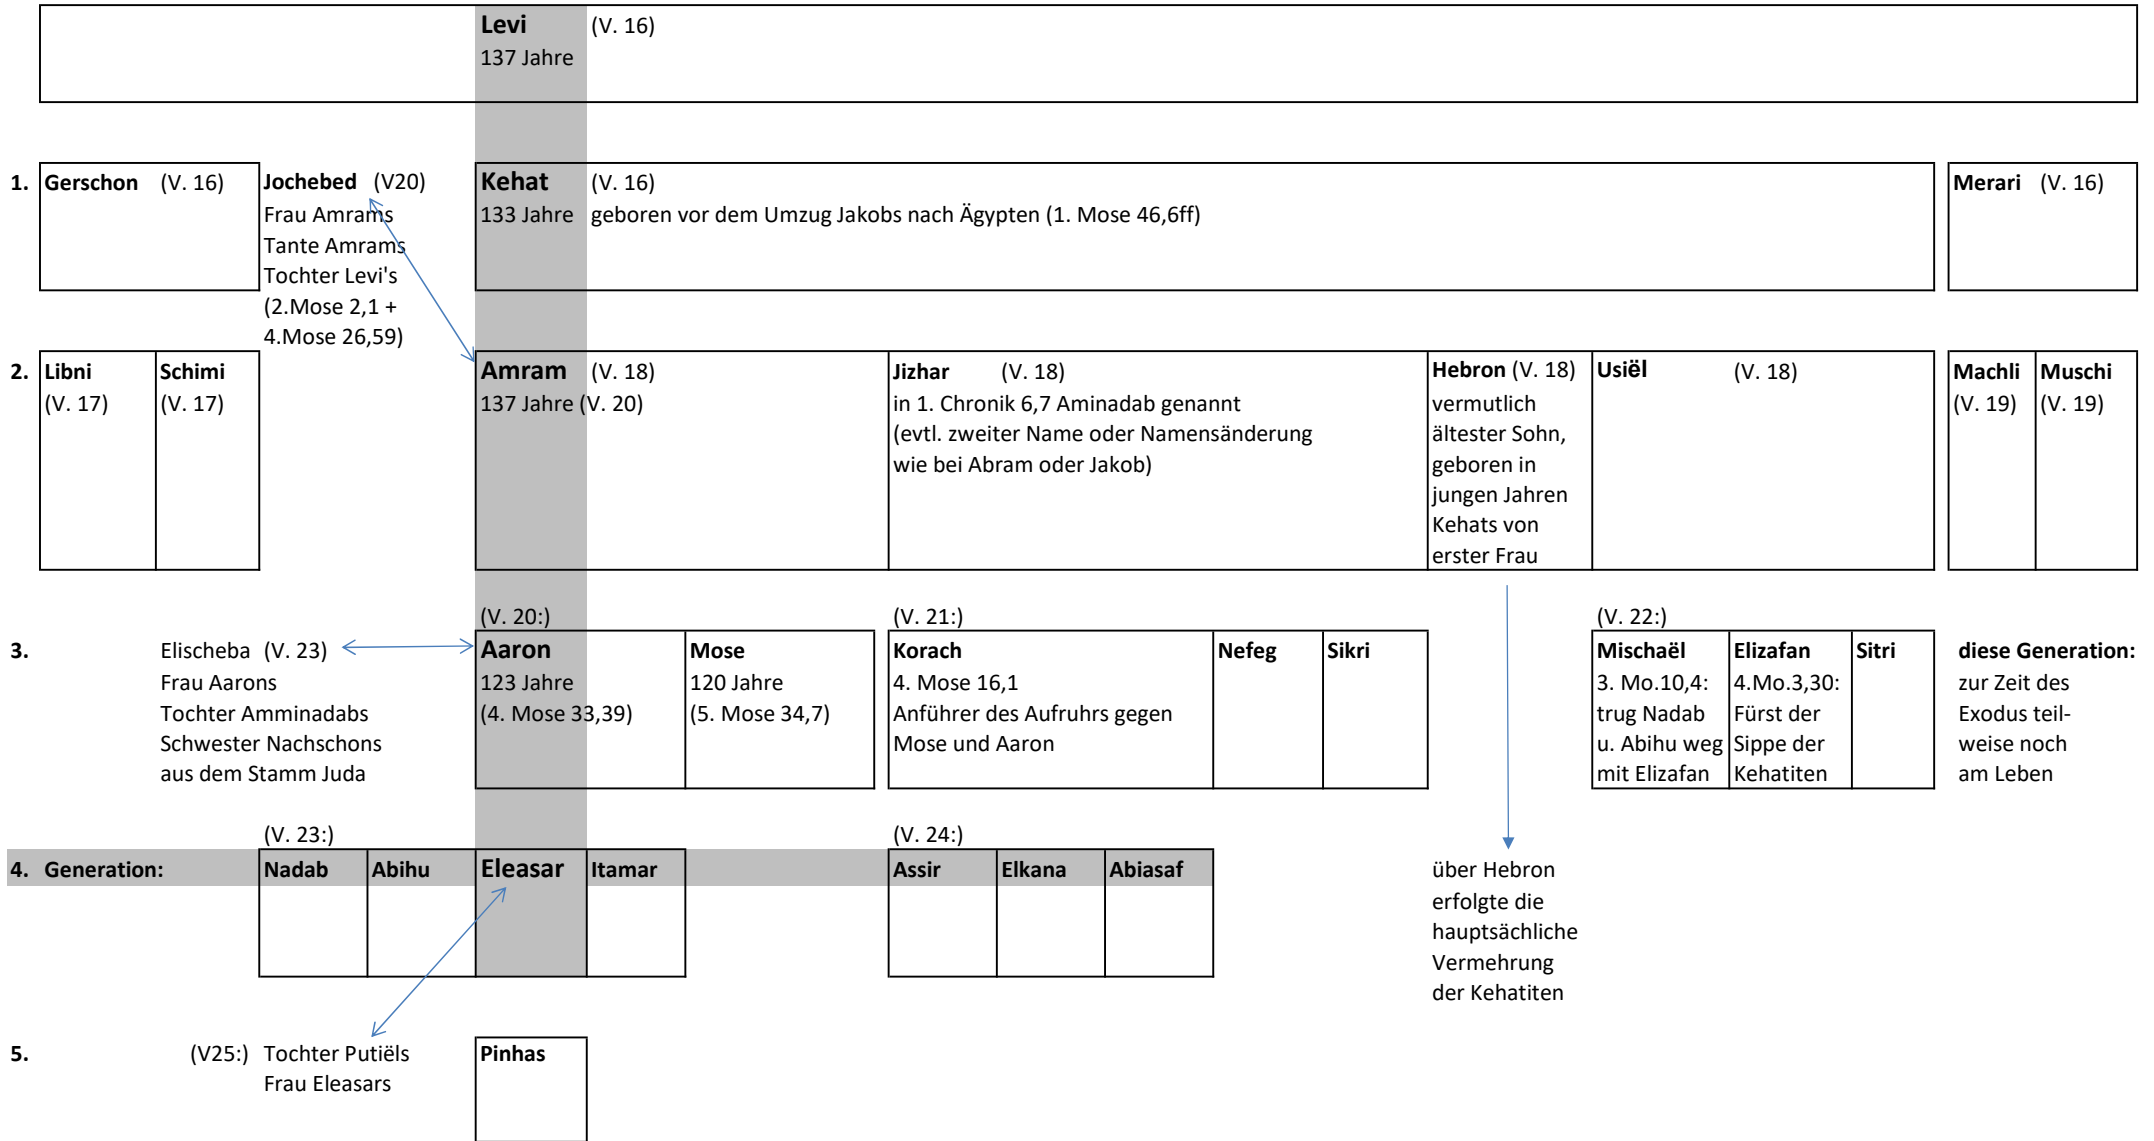 Levi (V. 16)
137 Jahre
1. Gerschon (V. 16) Jochebed (V20) Kehat (V. 16) Merari (V. 16)
Frau Amrams 133 Jahre geboren vor dem Umzug Jakobs nach Ägypten (1. Mose 46,6ff)
Tante Amrams
Tochter Levi's
(2.Mose 2,1 +
4.Mose 26,59)
2. Libni Schimi Amram (V. 18) Jizhar (V. 18) Hebron (V. 18) Usiël (V. 18) Machli Muschi
(V. 17) (V. 17) 137 Jahre (V. 20) in 1. Chronik 6,7 Aminadab genannt vermutlich (V. 19) (V. 19)
(evtl. zweiter Name oder Namensänderung ältester Sohn,
wie bei Abram oder Jakob) geboren in
jungen Jahren
Kehats von
erster Frau
(V. 20:) (V. 21:) (V. 22:)
3. Elischeba (V. 23) Aaron Mose Korach Nefeg Sikri Mischaël Elizafan Sitri diese Generation:
Frau Aarons 123 Jahre 120 Jahre 4. Mose 16,1 3. Mo.10,4: 4.Mo.3,30: zur Zeit des
Tochter Amminadabs (4. Mose 33,39) (5. Mose 34,7) Anführer des Aufruhrs gegen trug Nadab Fürst der Exodus teil-
Schwester Nachschons Mose und Aaron u. Abihu weg Sippe der weise noch
aus dem Stamm Juda mit Elizafan Kehatiten am Leben
(V. 23:) (V. 24:)
4. Generation: Nadab Abihu Eleasar Itamar Assir Elkana Abiasaf über Hebron
erfolgte die
hauptsächliche
Vermehrung
der Kehatiten
5. (V25:) Tochter Putiëls Pinhas
Frau Eleasars